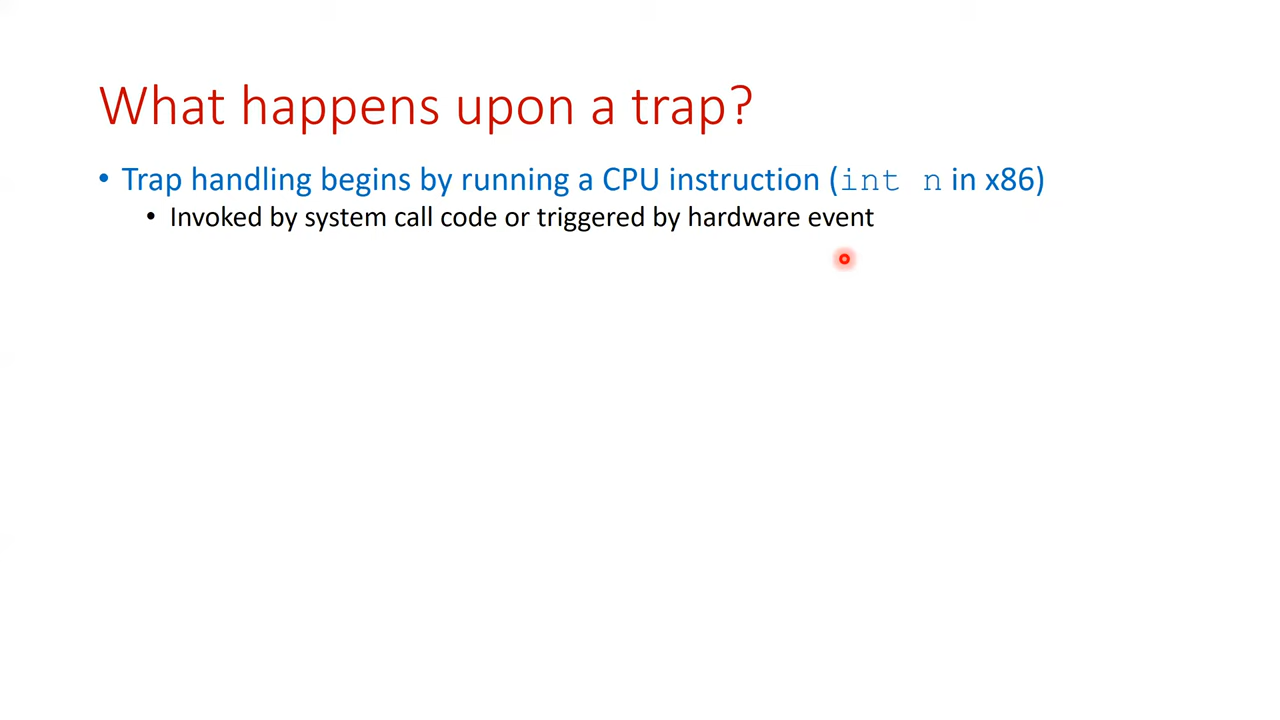 What happens upon a trap?
• Trap handling begins by running a CPU instruction (int n in x86)
• Invoked by system call code or triggered by hardware event